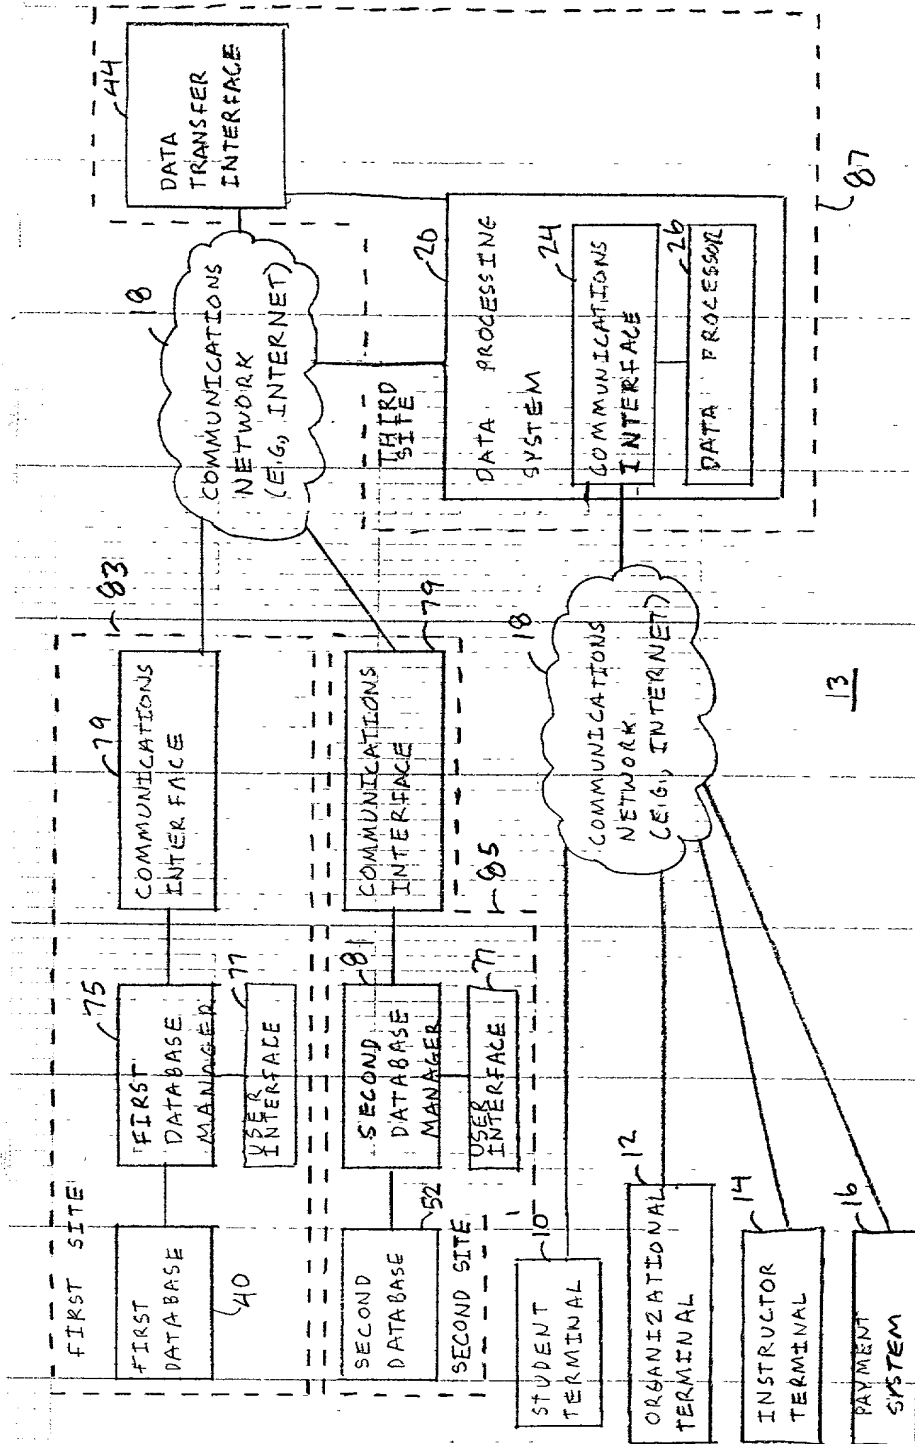 FIRST SITE
83
FIRST
DATABASE
40
75
FIRST
DATABASE
MANAGER
77
USER
INTERFACE
79
COMMUNICATIONS
INTERFACE
18
COMMUNICATIONS
NETWORK
(E.G., INTERNET)
44
DATA
TRANSFER
INTERFACE
SECOND
DATABASE
52
SECOND SITE
81
SECOND
DATABASE
MANAGER
77
USER
INTERFACE
COMMUNICATIONS
INTERFACE
79
85
THIRD
SITE
20
DATA PROCESSING
SYSTEM
24
COMMUNICATIONS
INTERFACE
26
DATA PROCESSOR
87
10
STUDENT
TERMINAL
12
ORGANIZATIONAL
TERMINAL
14
INSTRUCTOR
TERMINAL
16
PAYMENT
SYSTEM
18
COMMUNICATIONS
NETWORK
(E.G., INTERNET)
13